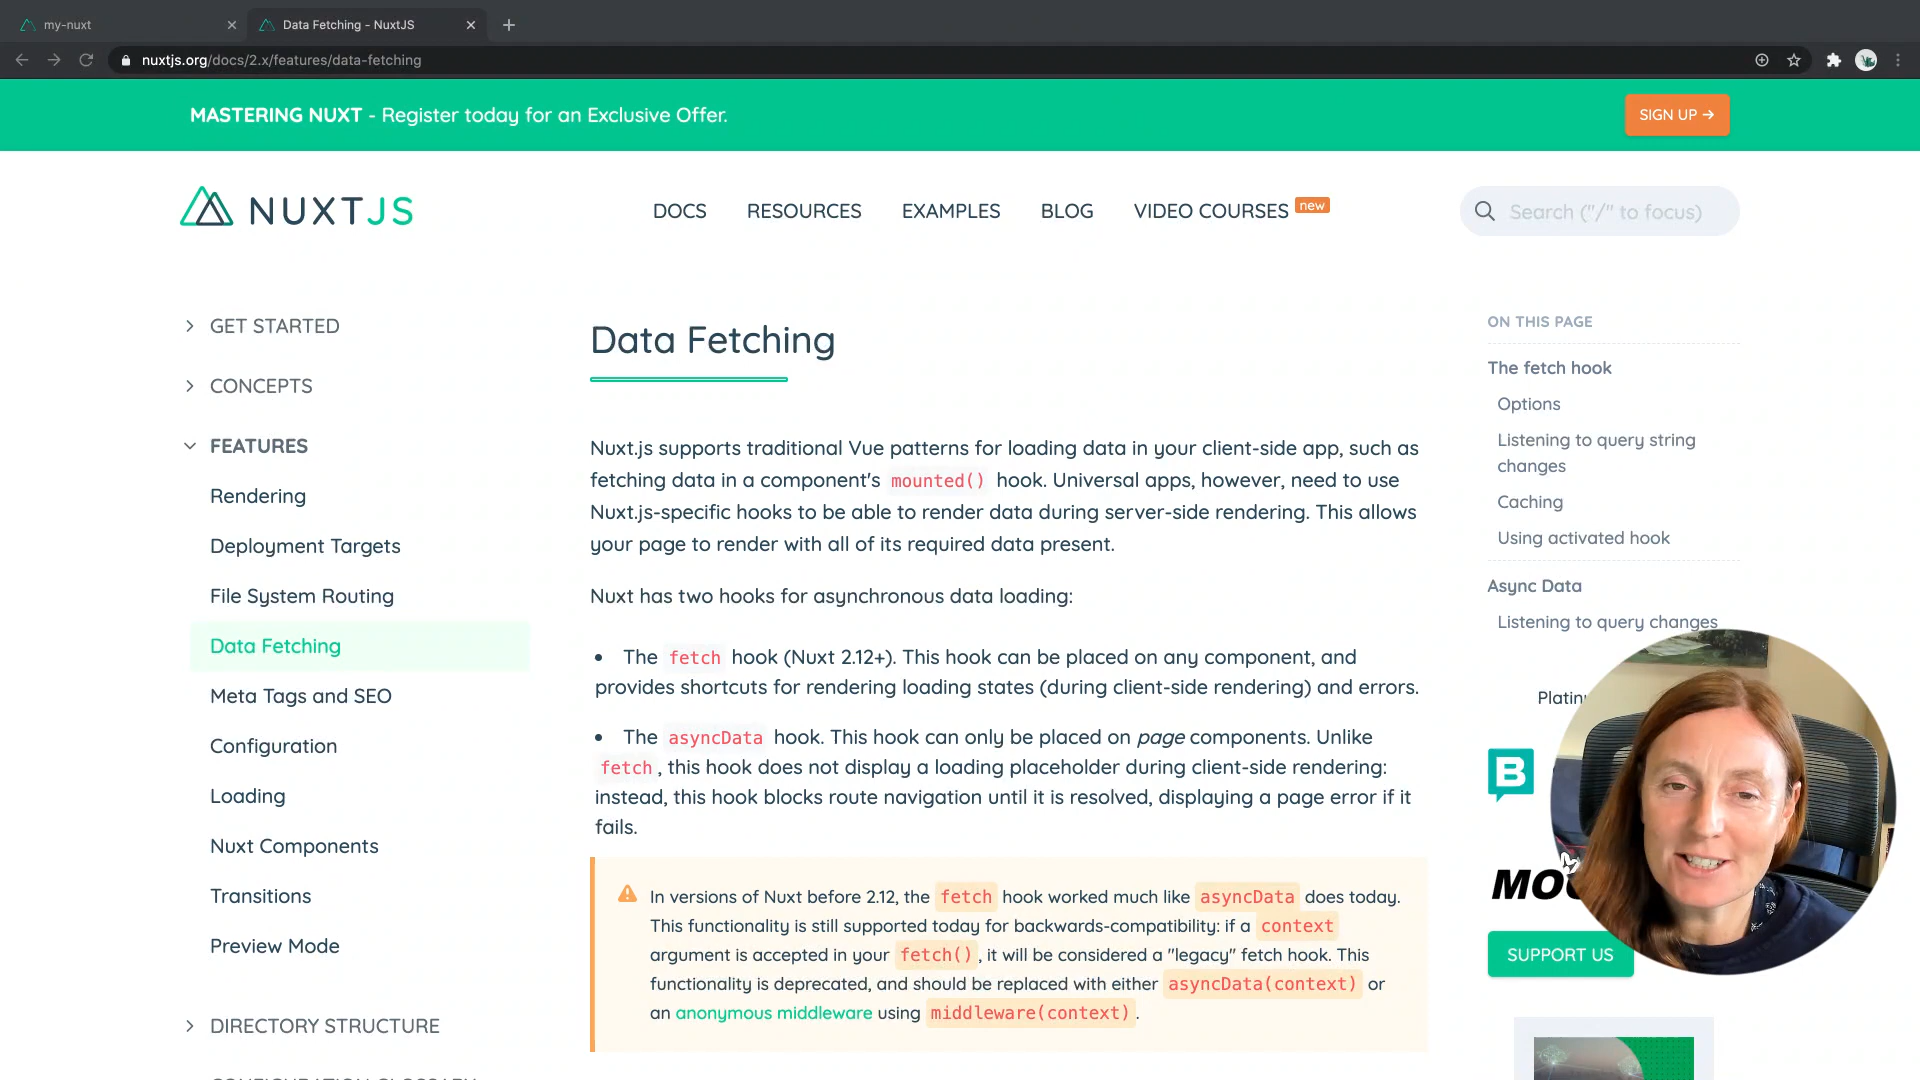 my-nuxt
Data Fetching - NuxtJS
nuxtjs.org/docs/2.x/features/data-fetching
MASTERING NUXT - Register today for an Exclusive Offer.
SIGN UP →
NUXTJS
DOCS
RESOURCES
EXAMPLES
BLOG
VIDEO COURSES new
Search ("/" to focus)
GET STARTED
CONCEPTS
FEATURES
Rendering
Deployment Targets
File System Routing
Data Fetching
Meta Tags and SEO
Configuration
Loading
Nuxt Components
Transitions
Preview Mode
DIRECTORY STRUCTURE
Data Fetching
Nuxt.js supports traditional Vue patterns for loading data in your client-side app, such as
fetching data in a component's mounted() hook. Universal apps, however, need to use
Nuxt.js-specific hooks to be able to render data during server-side rendering. This allows
your page to render with all of its required data present.
Nuxt has two hooks for asynchronous data loading:
• The fetch hook (Nuxt 2.12+). This hook can be placed on any component, and
provides shortcuts for rendering loading states (during client-side rendering) and errors.
• The asyncData hook. This hook can only be placed on page components. Unlike
fetch, this hook does not display a loading placeholder during client-side rendering:
instead, this hook blocks route navigation until it is resolved, displaying a page error if it
fails.
In versions of Nuxt before 2.12, the fetch hook worked much like asyncData does today.
This functionality is still supported today for backwards-compatibility: if a context
argument is accepted in your fetch(), it will be considered a "legacy" fetch hook. This
functionality is deprecated, and should be replaced with either asyncData(context) or
an anonymous middleware using middleware(context).
ON THIS PAGE
The fetch hook
Options
Listening to query string
changes
Caching
Using activated hook
Async Data
Listening to query changes
B
SUPPORT US